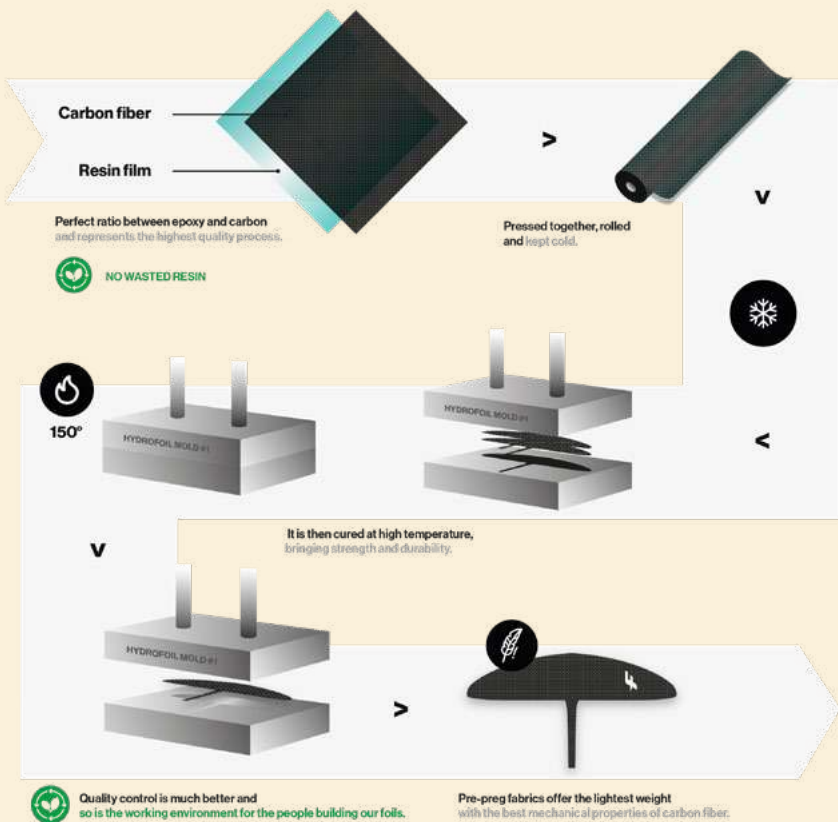 Carbon fiber
Resin film
Perfect ratio between epoxy and carbon
and represents the highest quality process.
NO WASTED RESIN
>
Pressed together, rolled
and kept cold.
v
<
HYDROFOIL MOLD #1
150°
HYDROFOIL MOLD #1
It is then cured at high temperature,
bringing strength and durability.
v
HYDROFOIL MOLD #1
>
Quality control is much better and
so is the working environment for the people building our foils.
Pre-preg fabrics offer the lightest weight
with the best mechanical properties of carbon fiber.